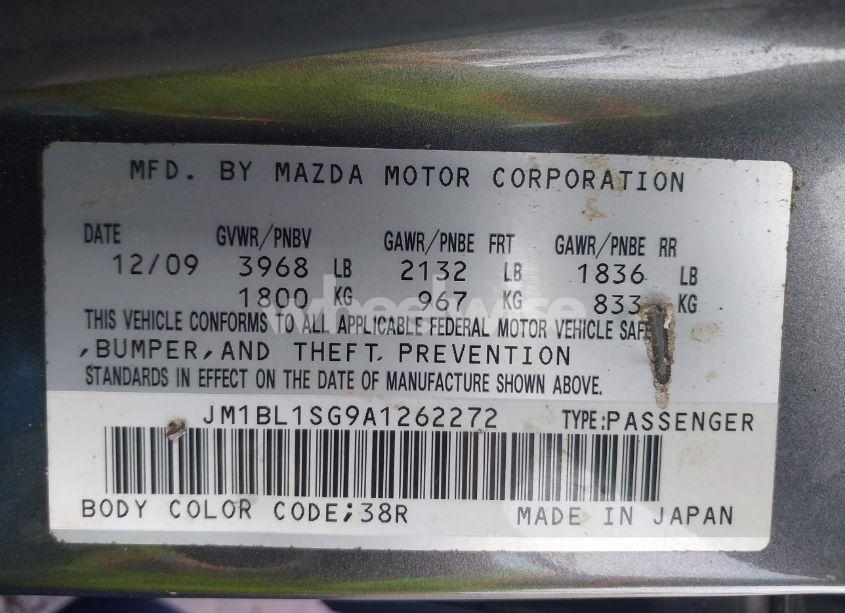 MFD. BY MAZDA MOTOR CORPORATION
DATE GVWR/PNBV GAWR/PNBE FRT GAWR/PNBE RR
12/09 3968 LB 2132 LB 1836 LB
1800 KG 967 KG 833 KG
wheelwise
THIS VEHICLE CONFORMS TO ALL APPLICABLE FEDERAL MOTOR VEHICLE SAFE
,BUMPER,AND THEFT PREVENTION
STANDARDS IN EFFECT ON THE DATE OF MANUFACTURE SHOWN ABOVE.
JM1BL1SG9A1262272 TYPE:PASSENGER
BODY COLOR CODE;38R MADE IN JAPAN